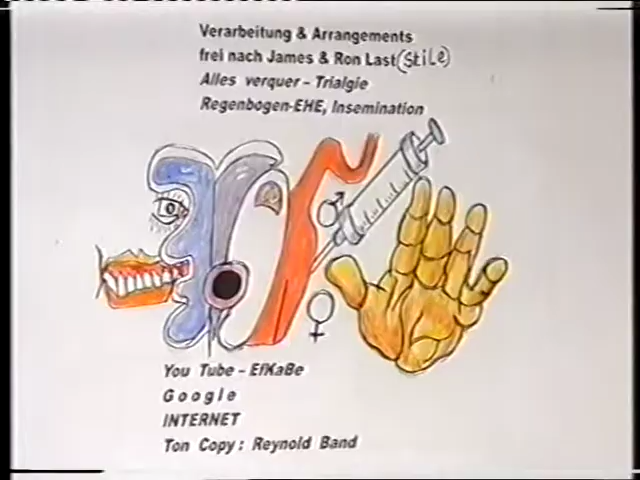 Verarbeitung & Arrangements
frei nach James & Ron Last (Stile)
Alles verquer - Trialgie
Regenbogen-EHE, Insemination
You Tube - EfKaBe
Google
INTERNET
Ton Copy: Reynold Band